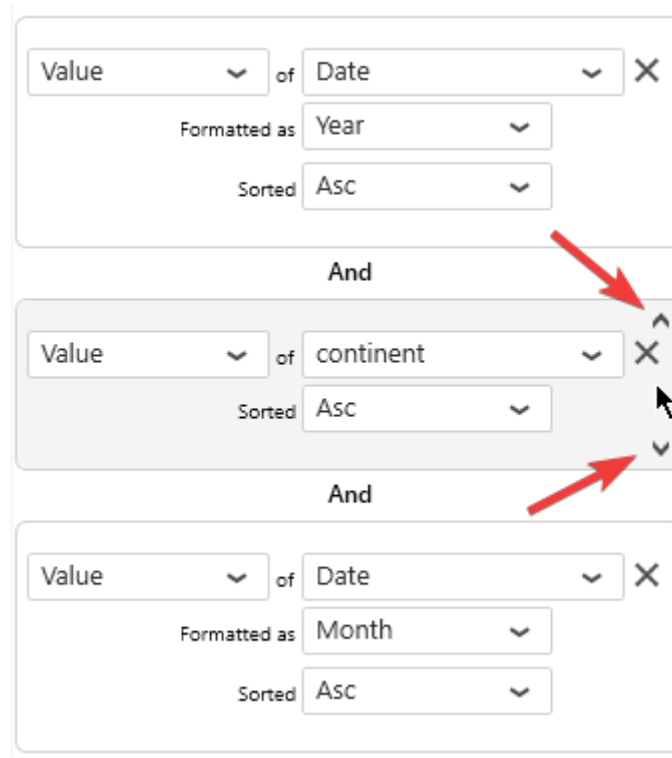 Value of Date
Formatted as Year
Sorted Asc
And
Value of continent
Sorted Asc
And
Value of Date
Formatted as Month
Sorted Asc